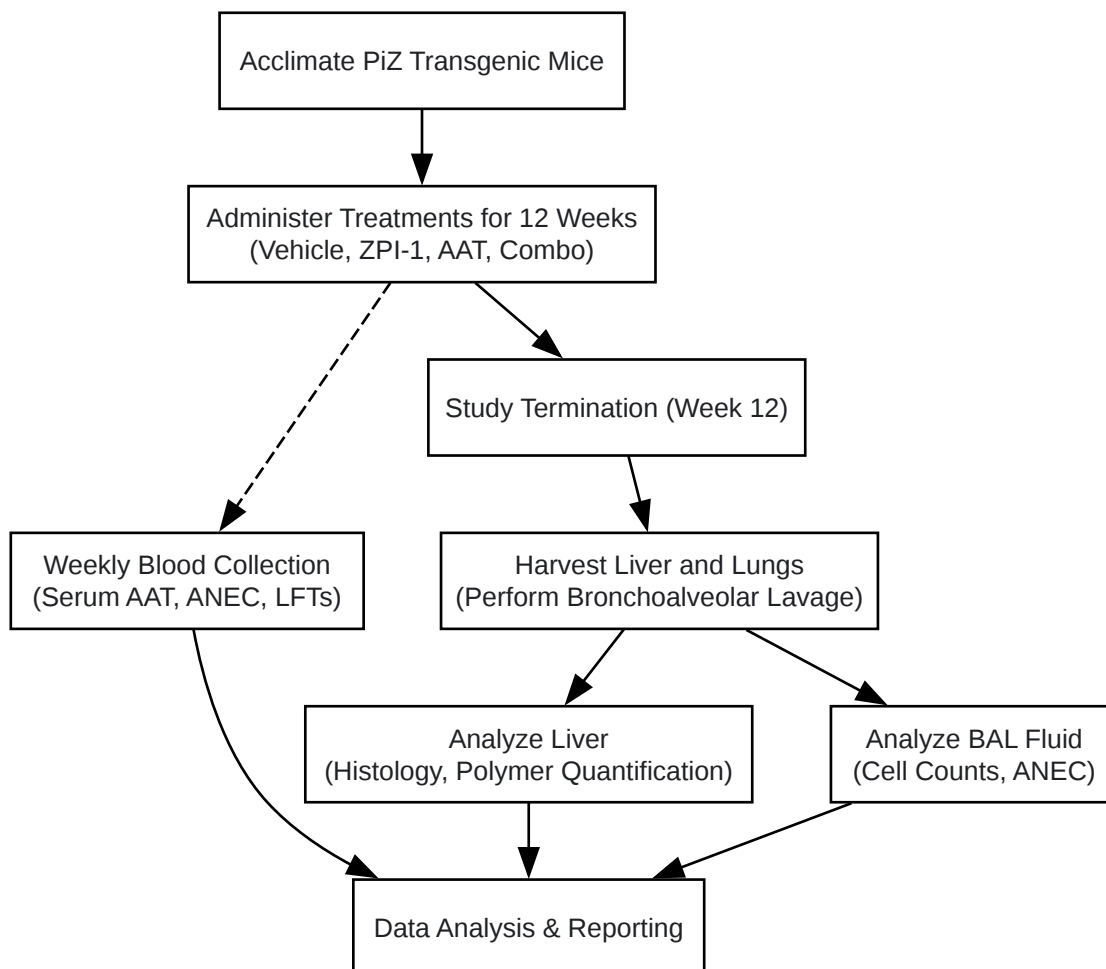 Acclimate PiZ Transgenic Mice
Administer Treatments for 12 Weeks
(Vehicle, ZPI-1, AAT, Combo)
Study Termination (Week 12)
Weekly Blood Collection
(Serum AAT, ANEC, LFTs)
Harvest Liver and Lungs
(Perform Bronchoalveolar Lavage)
Analyze Liver
(Histology, Polymer Quantification)
Analyze BAL Fluid
(Cell Counts, ANEC)
Data Analysis & Reporting